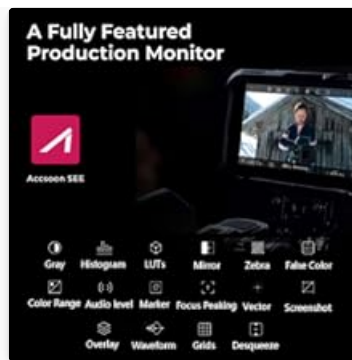 A Fully Featured
Production Monitor
Accsoon SEE
Gray Histogram LUTs Mirror Zebra False Color
Color Range Audio level Marker Focus Peaking Vector Screenshot
Overlay Waveform Grids Desqueeze